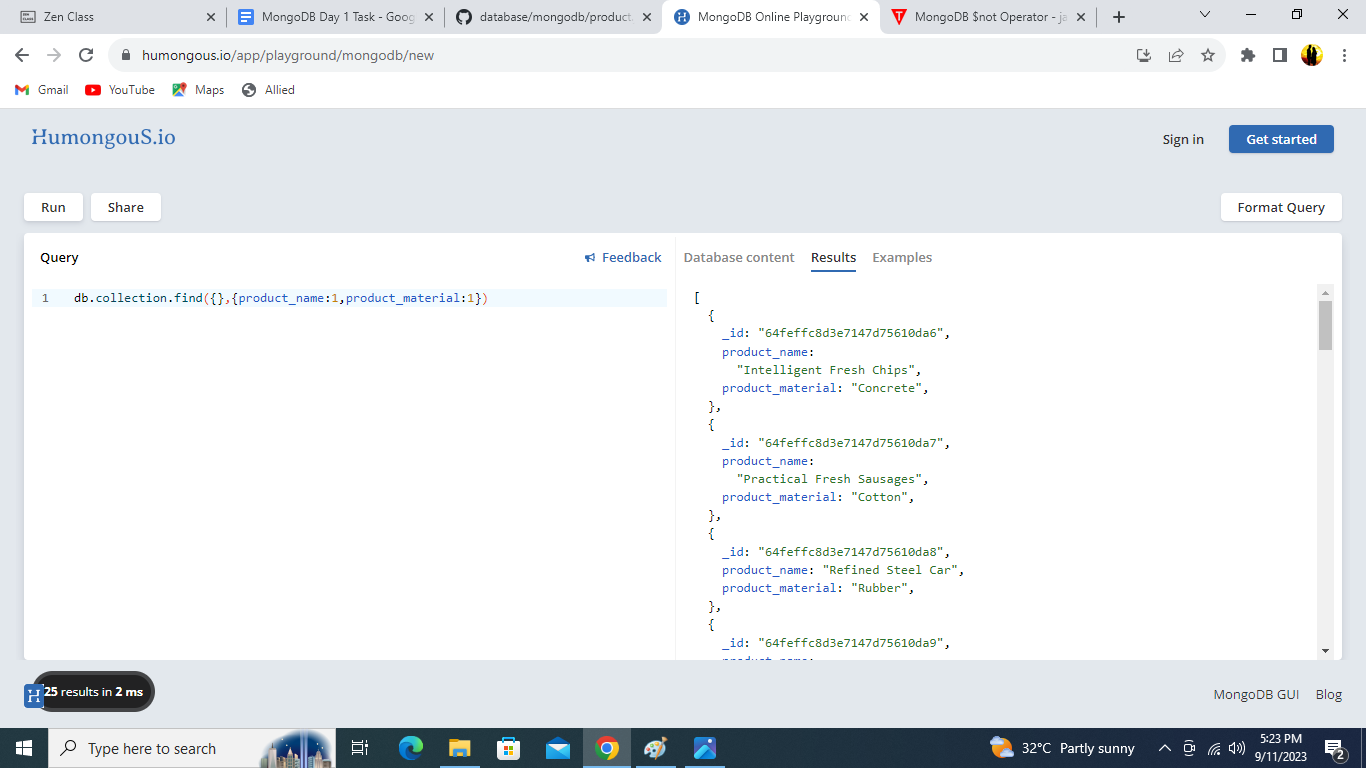 Zen Class
MongoDB Day 1 Task - Goog
database/mongodb/product.
MongoDB Online Playground
MongoDB $not Operator - ja
humongous.io/app/playground/mongodb/new
Gmail
YouTube
Maps
Allied
HumongouS.io
Sign in
Get started
Run
Share
Format Query
Query
Feedback
Database content
Results
Examples
1 db.collection.find({},{product_name:1,product_material:1})
[
{
_id: "64feffc8d3e7147d75610da6",
product_name:
"Intelligent Fresh Chips",
product_material: "Concrete",
},
{
_id: "64feffc8d3e7147d75610da7",
product_name:
"Practical Fresh Sausages",
product_material: "Cotton",
},
{
_id: "64feffc8d3e7147d75610da8",
product_name: "Refined Steel Car",
product_material: "Rubber",
},
{
_id: "64feffc8d3e7147d75610da9",
product_name:
H
25 results in 2 ms
MongoDB GUI
Blog
Type here to search
32°C Partly sunny
5:23 PM
9/11/2023
2